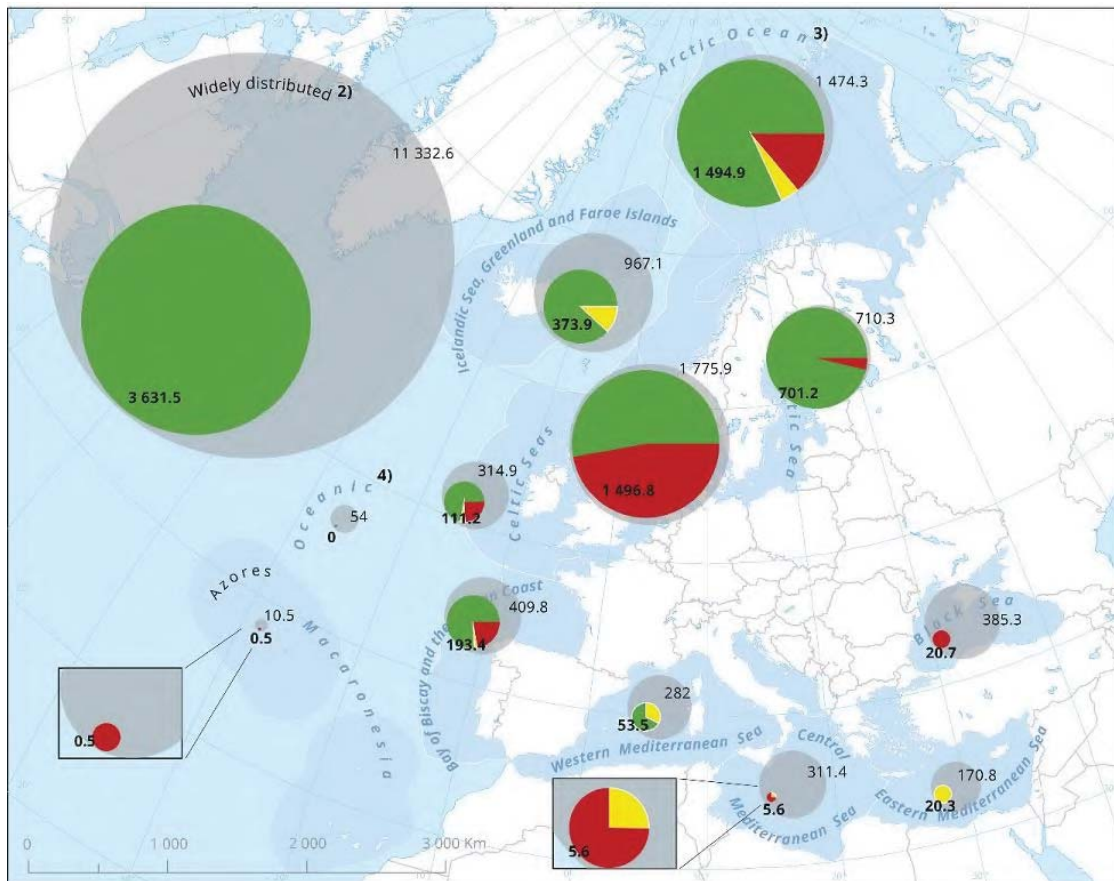 Arctic Ocean 3)
1 474.3
1 494.9
Widely distributed 2)
11 332.6
3 631.5
Icelandic Sea, Greenland and Faroe Islands
967.1
373.9
710.3
701.2
tic Sea
1 775.9
1 496.8
Celtic Seas
314.9
111.2
Oceanic 4)
54
0
Azores
10.5
0.5
Macaronesia
0.5
Bay of Biscay and the
n Coast
409.8
193.4
Black Sea
385.3
20.7
282
53.5
Western Mediterranean Sea
Central
Mediterranean Sea
311.4
5.6
5.6
170.8
20.3
Eastern Mediterranean Sea
0
1 000
2 000
3 000 Km